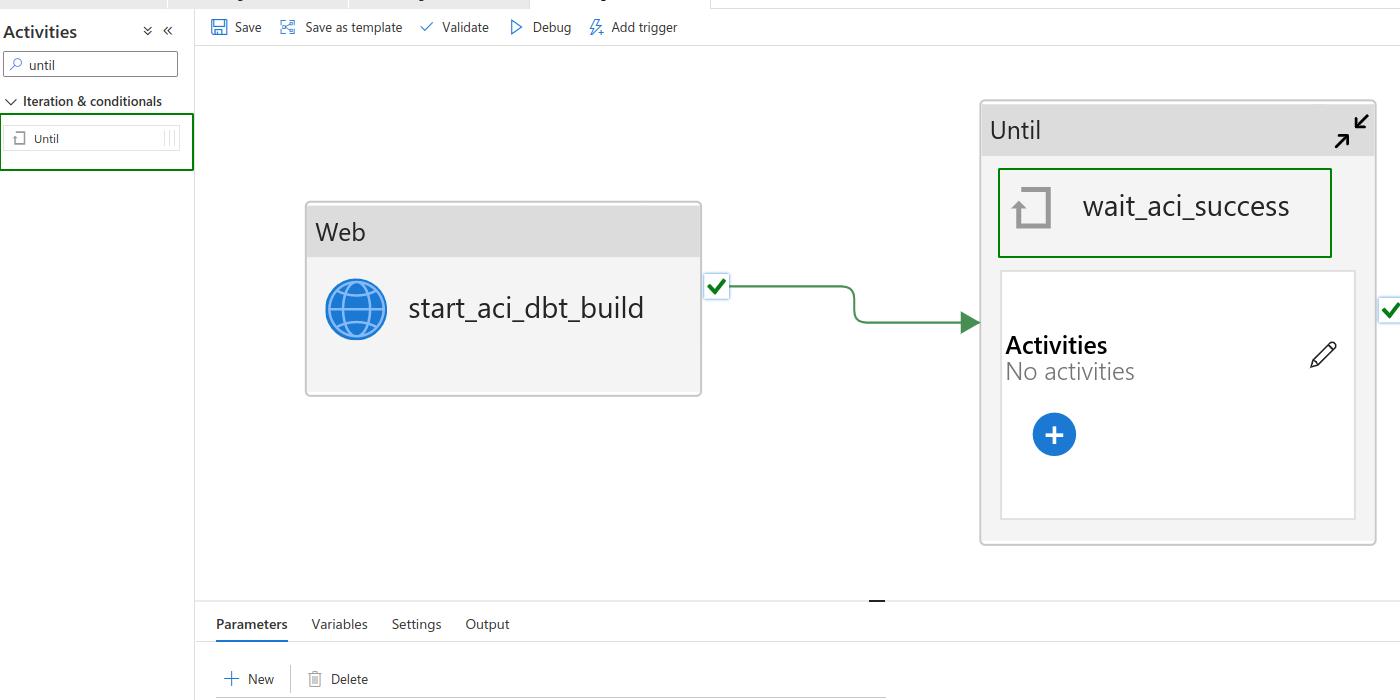 Activities
Save
Save as template
Validate
Debug
Add trigger
until
Iteration & conditionals
Until
Web
start_aci_dbt_build
Until
wait_aci_success
Activities
No activities
Parameters
Variables
Settings
Output
New
Delete